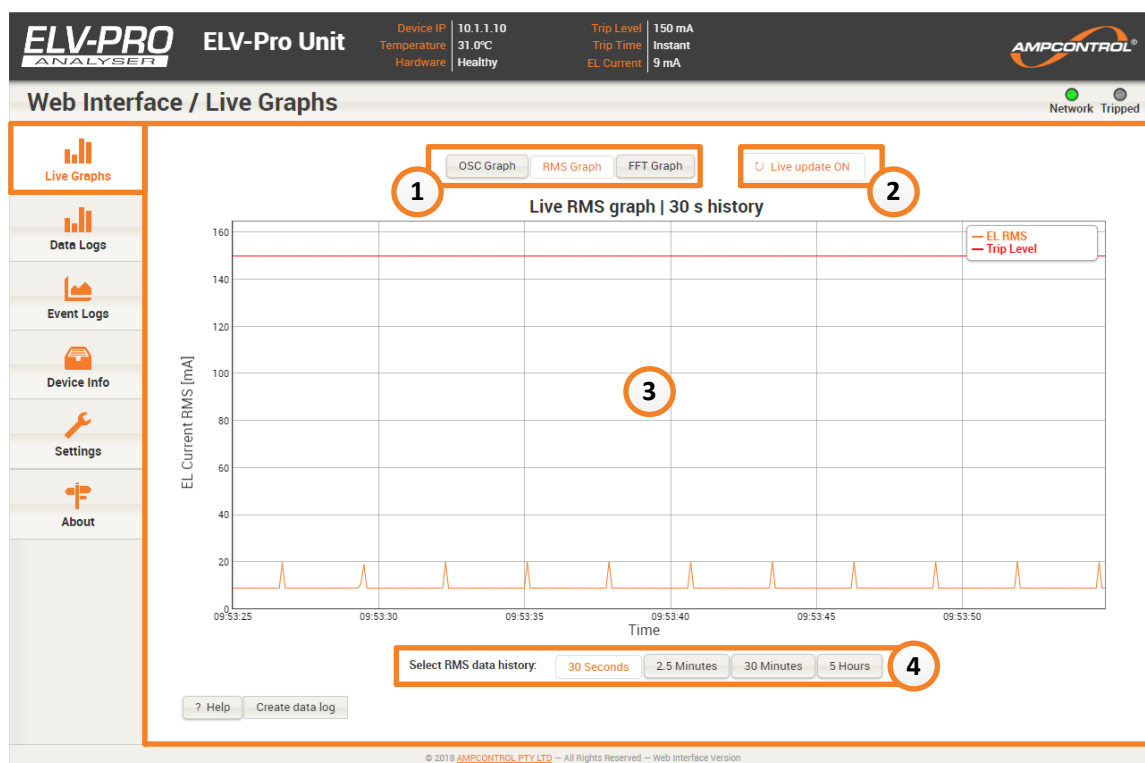 ELV-PRO
ANALYSER
ELV-Pro Unit
Device IP 10.1.1.10
Temperature 31.0ºC
Hardware Healthy
Trip Level 150 mA
Trip Time Instant
EL Current 9 mA
AMPCONTROL®
Web Interface / Live Graphs
Network Tripped
Live Graphs
Data Logs
Event Logs
Device Info
Settings
About
OSC Graph RMS Graph FFT Graph
1
Live update ON
2
Live RMS graph | 30 s history
EL RMS
Trip Level
EL Current RMS [mA]
160
140
120
100
80
60
40
20
0
3
09:53:25 09:53:30 09:53:35 09:53:40 09:53:45 09:53:50
Time
Select RMS data history: 30 Seconds 2.5 Minutes 30 Minutes 5 Hours
4
? Help Create data log
© 2018 AMPCONTROL PTY LTD — All Rights Reserved — Web Interface Version